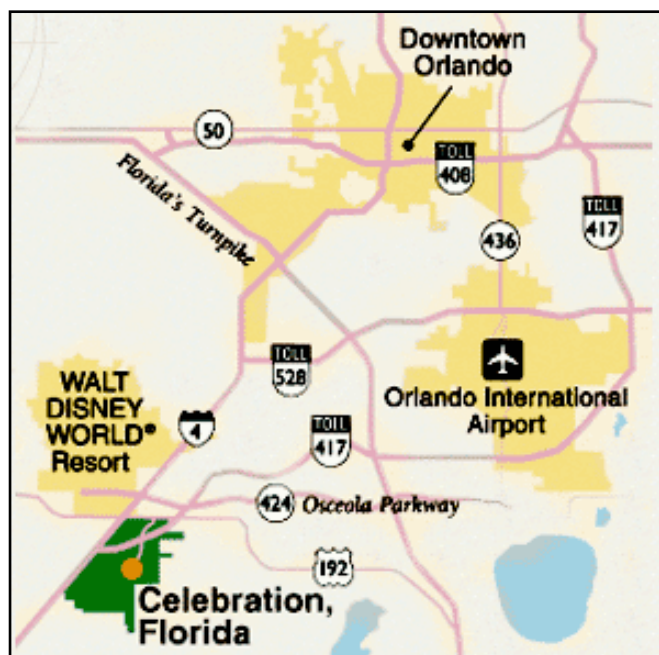 Downtown
Orlando
50
TOLL
408
Florida's Turnpike
TOLL
417
436
WALT
DISNEY
WORLD®
Resort
TOLL
528
Orlando International
Airport
4
TOLL
417
424
Osceola Parkway
192
Celebration,
Florida